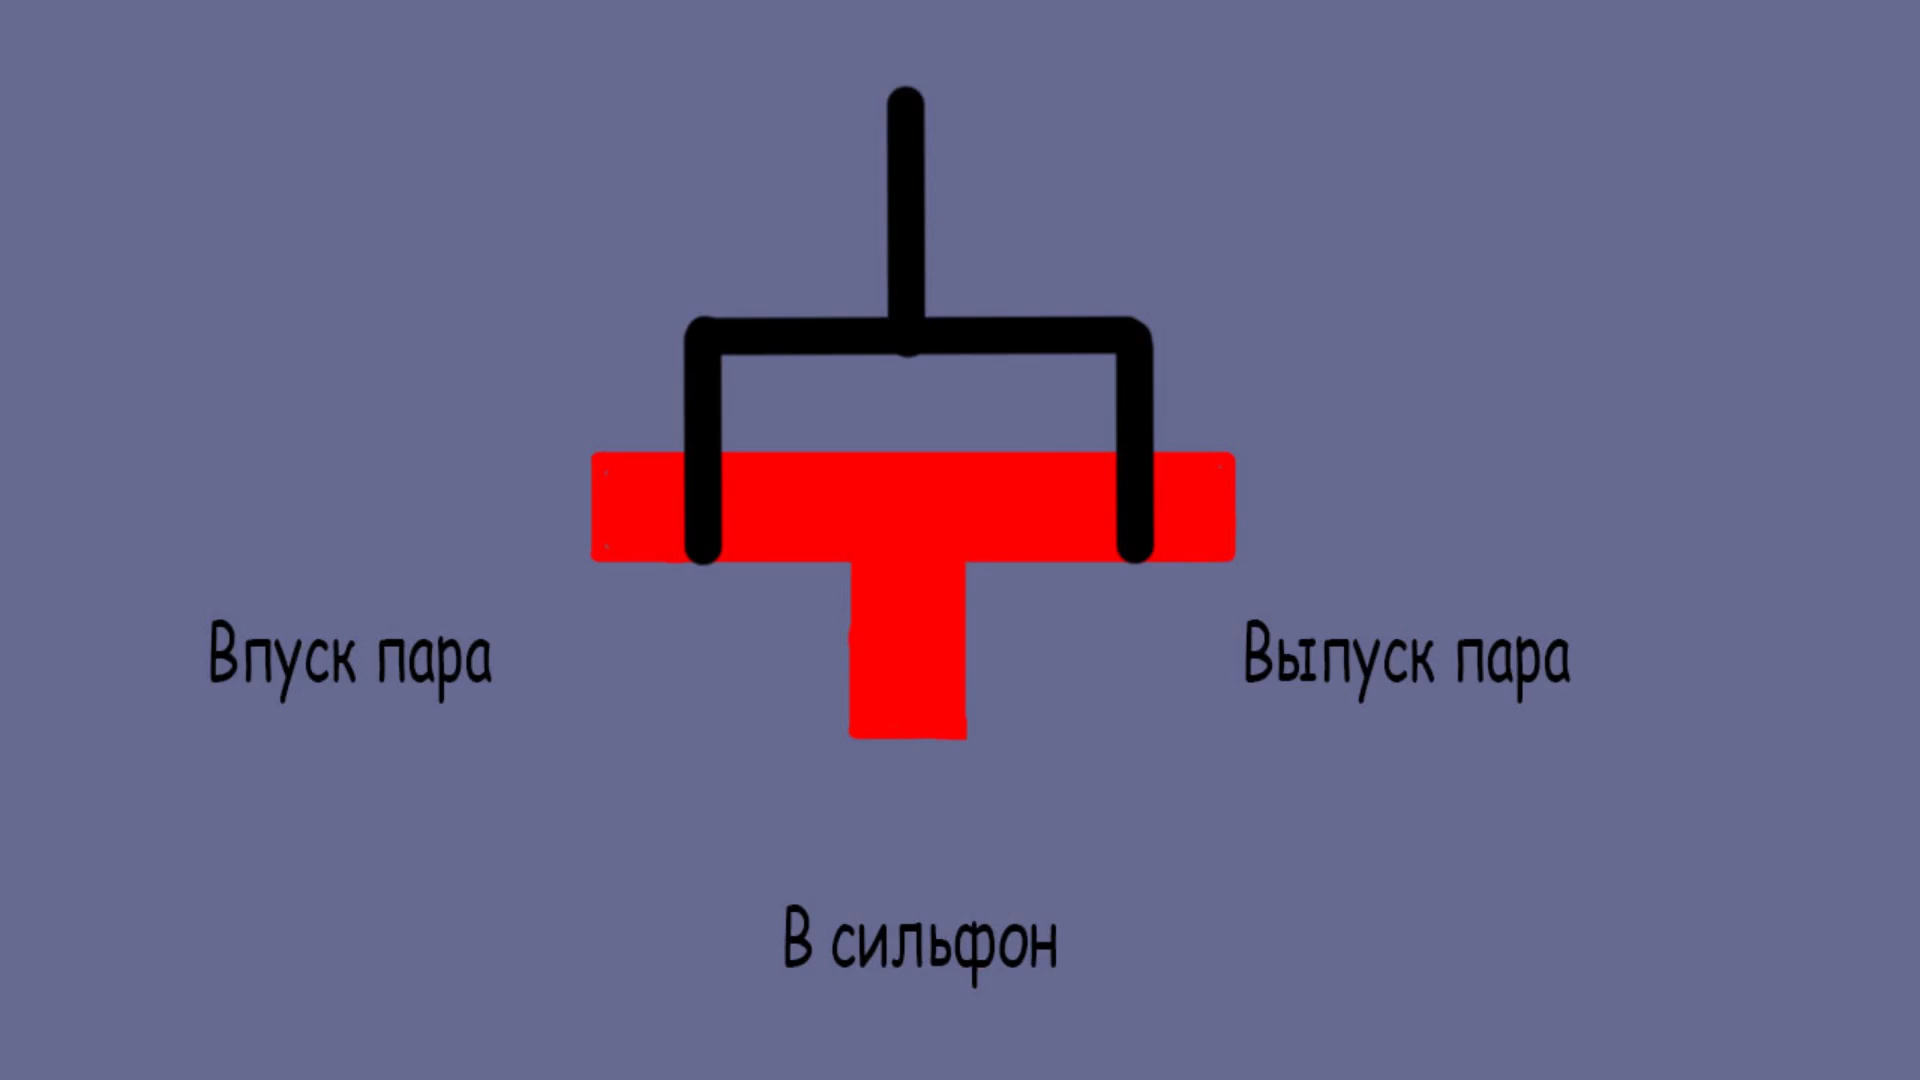 Впуск пара
Выпуск пара
В сильфон